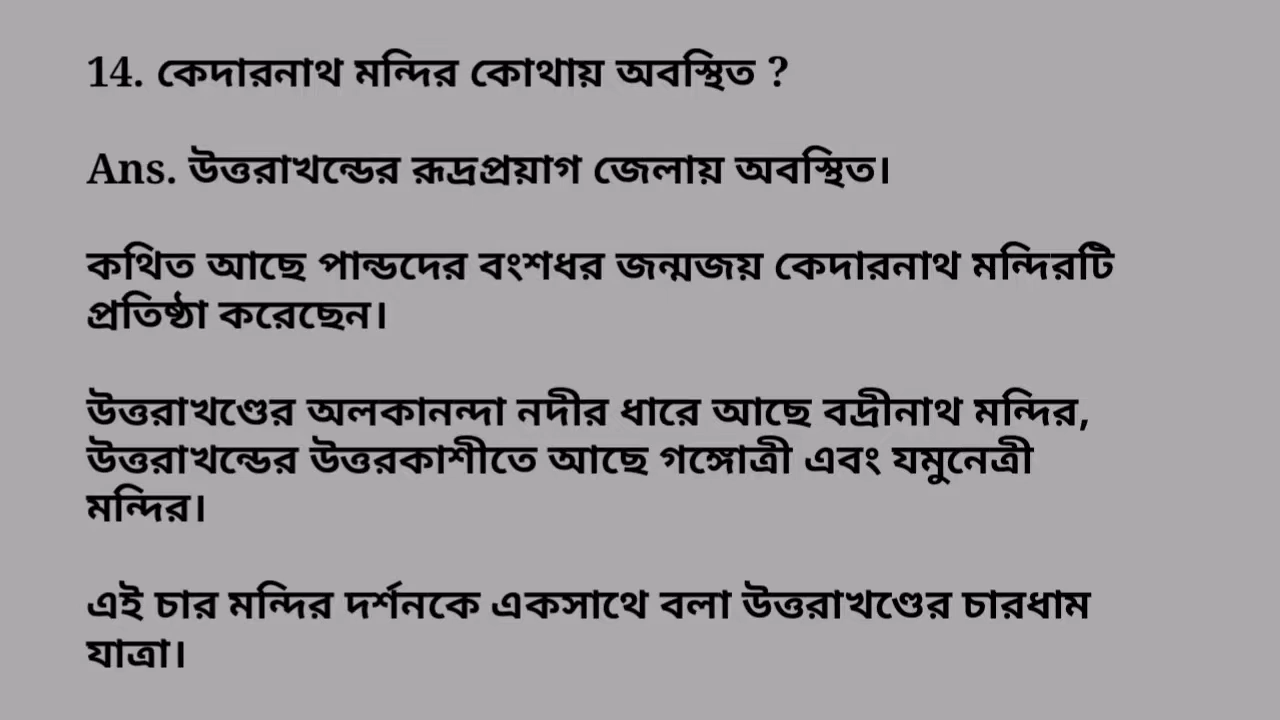 14. কেদারনাথ মন্দির কোথায় অবস্থিত ?
Ans. উত্তরাখন্ডের রূদ্রপ্রয়াগ জেলায় অবস্থিত।
কথিত আছে পান্ডদের বংশধর জন্মজয় কেদারনাথ মন্দিরটি
প্রতিষ্ঠা করেছেন।
উত্তরাখণ্ডের অলকানন্দা নদীর ধারে আছে বদ্রীনাথ মন্দির,
উত্তরাখন্ডের উত্তরকাশীতে আছে গঙ্গোত্রী এবং যমুনেত্রী
মন্দির।
এই চার মন্দির দর্শনকে একসাথে বলা উত্তরাখণ্ডের চারধাম
যাত্রা।